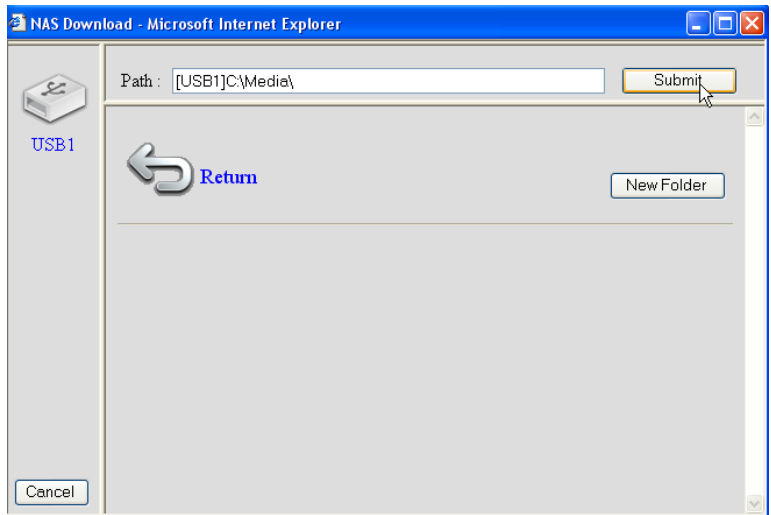 NAS Download - Microsoft Internet Explorer
Path : [USB1]C:\Media\ Submit
USB1
Return
New Folder
Cancel